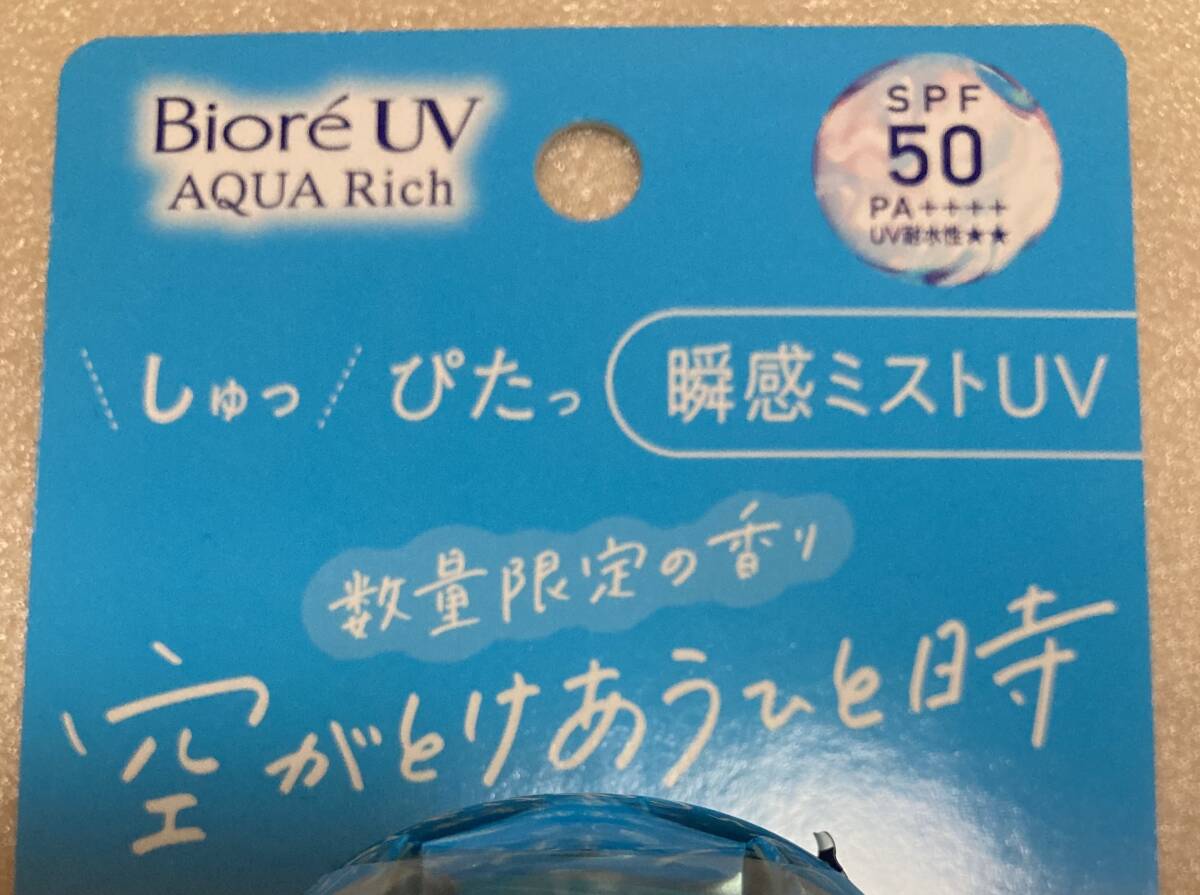 Bioré UV
AQUA Rich
SPF
50
PA++++
UV耐水性★★
しゅっ ぴたっ 瞬感ミストUV
数量限定の香り
空がとけあうひと時